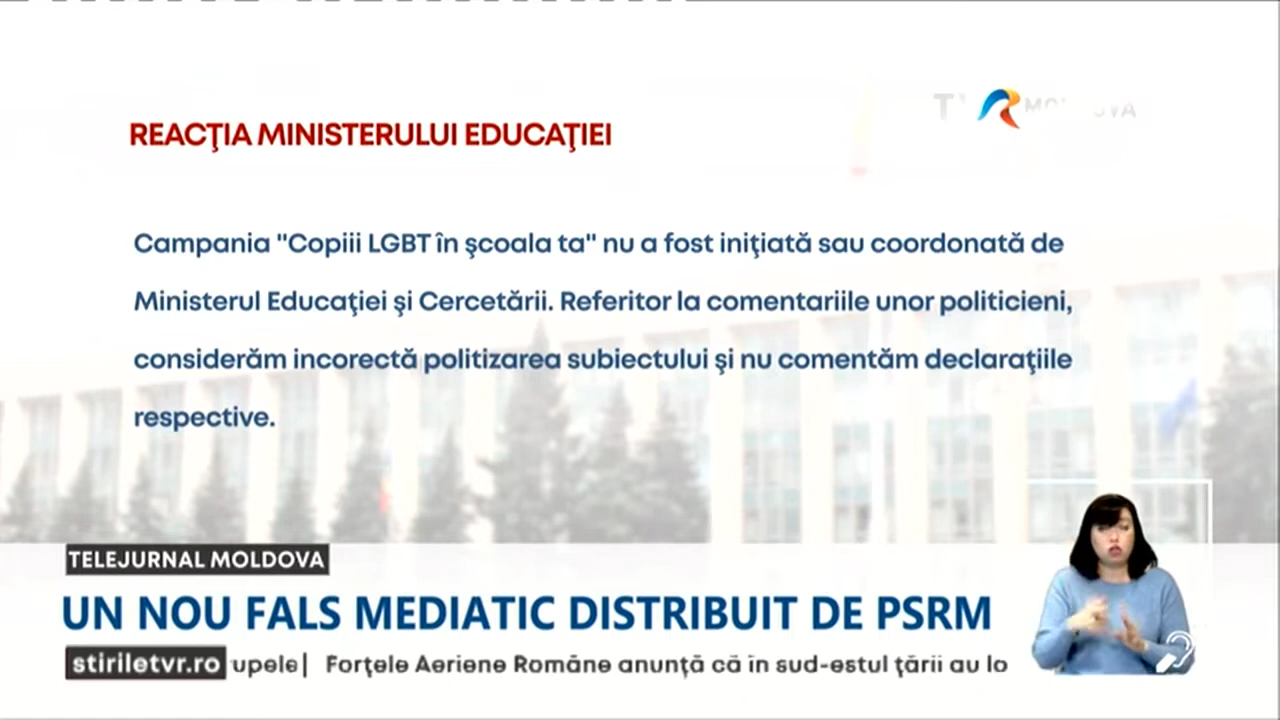 REACŢIA MINISTERULUI EDUCAŢIEI
Campania "Copiii LGBT în şcoala ta" nu a fost iniţiată sau coordonată de
Ministerul Educaţiei şi Cercetării. Referitor la comentariile unor politicieni,
considerăm incorectă politizarea subiectului şi nu comentăm declaraţiile
respective.
TELEJURNAL MOLDOVA
UN NOU FALS MEDIATIC DISTRIBUIT DE PSRM
stiriletvr.ro upele| Forţele Aeriene Române anunţă că în sud-estul ţării au lo